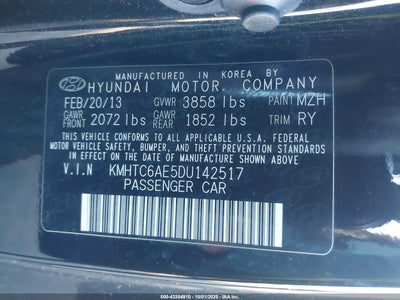 MANUFACTURED IN KOREA BY
HYUNDAI MOTOR COMPANY
FEB/20/13 GVWR 3858 lbs PAINT MZH
GAWR FRONT 2072 lbs GAWR REAR 1852 lbs TRIM RY
THIS VEHICLE CONFORMS TO ALL APPLICABLE U.S.A. FEDERAL
MOTOR VEHICLE SAFETY, BUMPER, AND THEFT PREVENTION
STANDARDS IN EFFECT ON THE DATE OF MANUFACTURE
SHOWN ABOVE.
V.I.N KMHTC6AE5DU142517
PASSENGER CAR
000-43354910 - 10/01/2025 - IAA Inc.